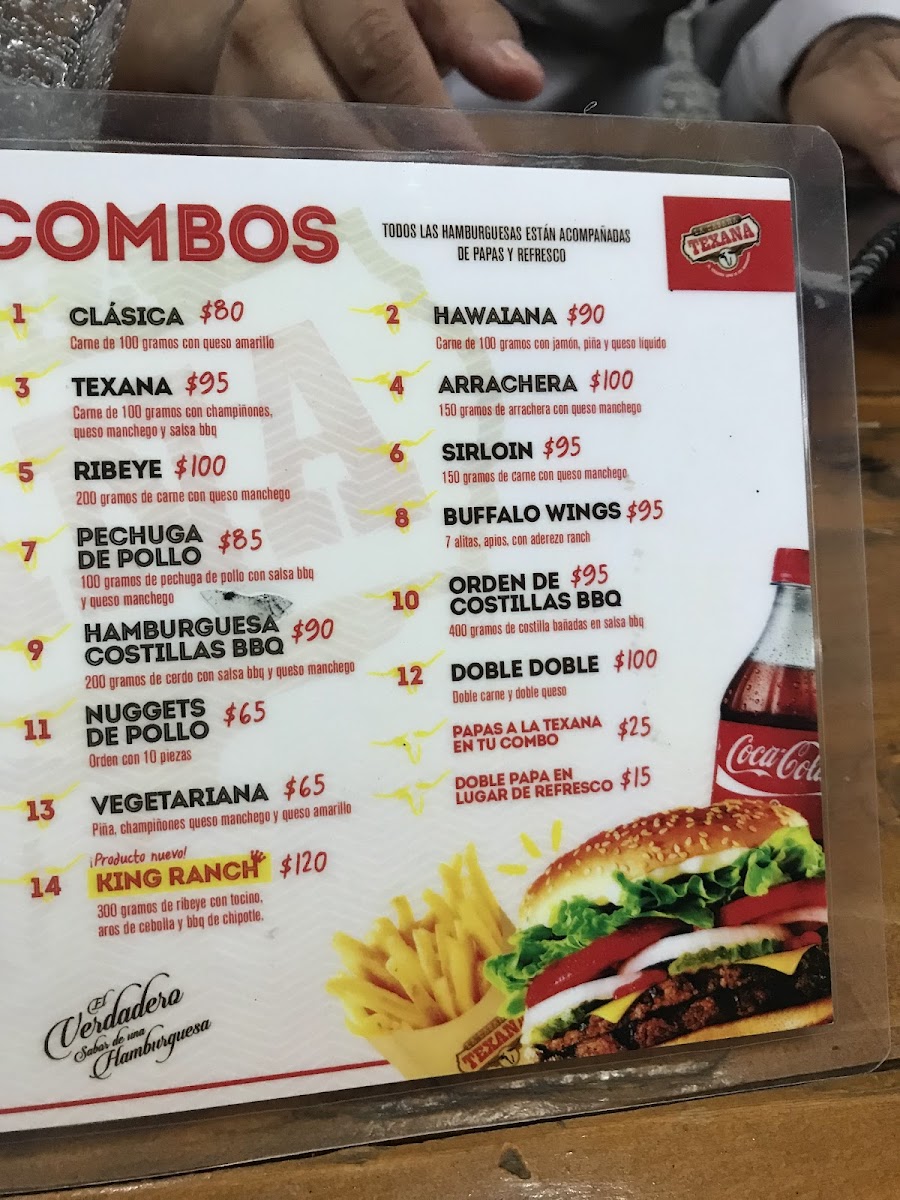 COMBOS
TODOS LAS HAMBURGUESAS ESTÁN ACOMPAÑADAS
DE PAPAS Y REFRESCO
TEXANA
1 CLÁSICA $80
Carne de 100 gramos con queso amarillo
2 HAWAIANA $90
Carne de 100 gramos con jamón, piña y queso líquido
3 TEXANA $95
Carne de 100 gramos con champiñones,
queso manchego y salsa bbq
4 ARRACHERA $100
150 gramos de arrachera con queso manchego
5 RIBEYE $100
200 gramos de carne con queso manchego
6 SIRLOIN $95
150 gramos de carne con queso manchego
7 PECHUGA
DE POLLO $85
100 gramos de pechuga de pollo con salsa bbq
y queso manchego
8 BUFFALO WINGS $95
7 alitas, apios, con aderezo ranch
9 HAMBURGUESA
COSTILLAS BBQ $90
200 gramos de cerdo con salsa bbq y queso manchego
10 ORDEN DE $95
COSTILLAS BBQ
400 gramos de costilla bañadas en salsa bbq
11 NUGGETS
DE POLLO $65
Orden con 10 piezas
12 DOBLE DOBLE $100
Doble carne y doble queso
PAPAS A LA TEXANA
EN TU COMBO $25
DOBLE PAPA EN
LUGAR DE REFRESCO $15
13 VEGETARIANA $65
Piña, champiñones queso manchego y queso amarillo
¡Producto nuevo!
14 KING RANCH $120
300 gramos de ribeye con tocino,
aros de cebolla y bbq de chipotle.
El
Verdadero
Sabor de una
Hamburguesa
Coca-Cola
TEXANA